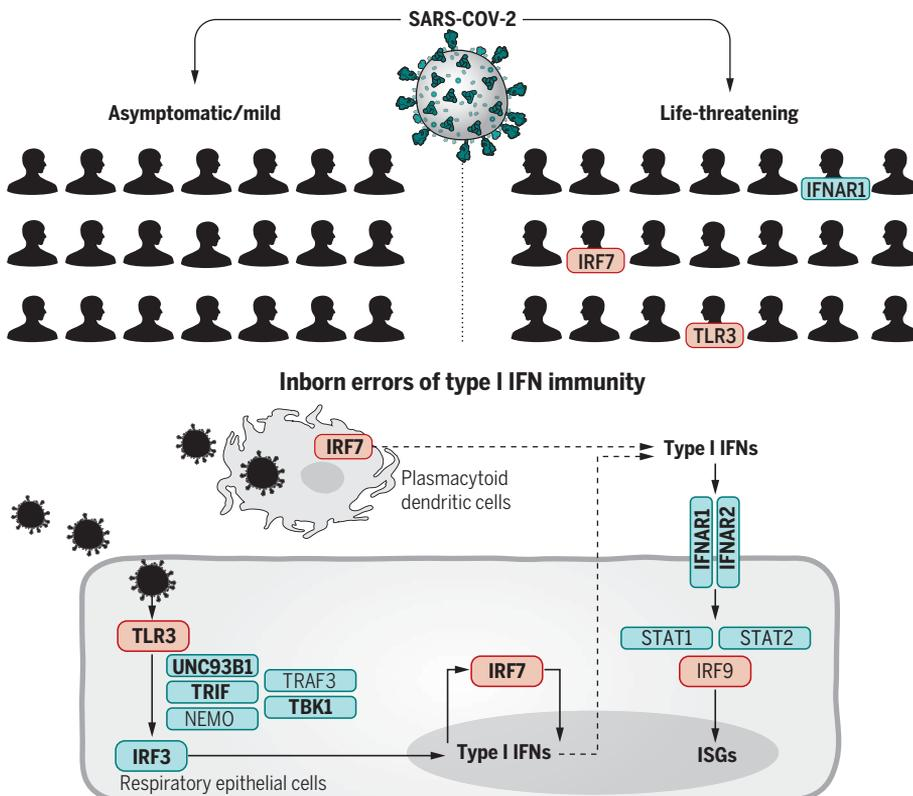 SARS-COV-2
Asymptomatic/mild
Life-threatening
IFNAR1
IRF7
TLR3
Inborn errors of type I IFN immunity
IRF7
Plasmacytoid
dendritic cells
Type I IFNs
IFNAR1
IFNAR2
TLR3
UNC93B1
TRIF
NEMO
TRAF3
TBK1
IRF3
Respiratory epithelial cells
IRF7
Type I IFNs
STAT1
STAT2
IRF9
ISGs